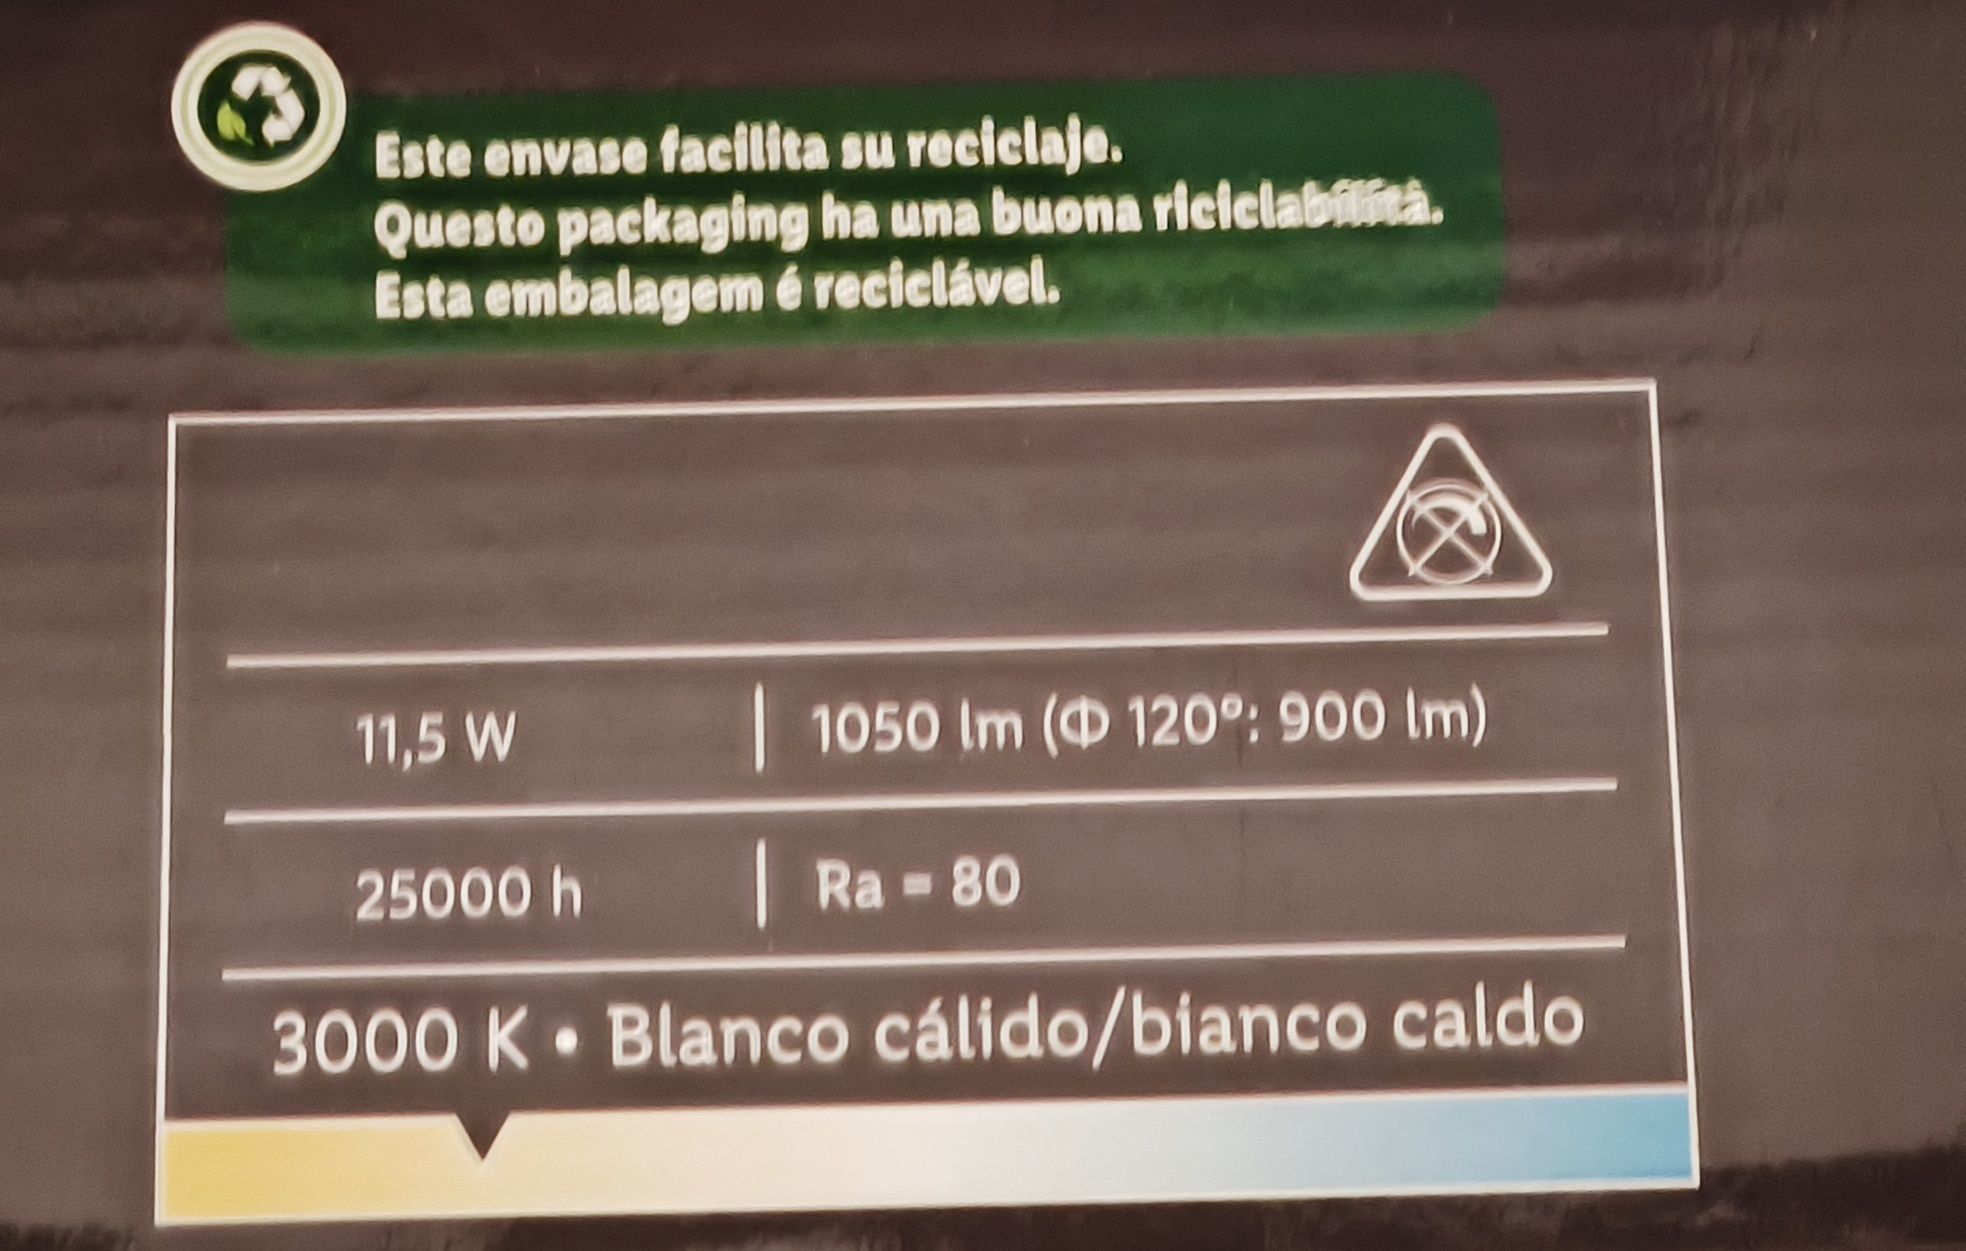 Este envase facilita su reciclaje.
Questo packaging ha una buona riciclabilità.
Esta embalagem é reciclável.
11,5 W | 1050 lm (Φ 120°: 900 lm)
25000 h | Ra = 80
3000 K • Blanco cálido/bianco caldo